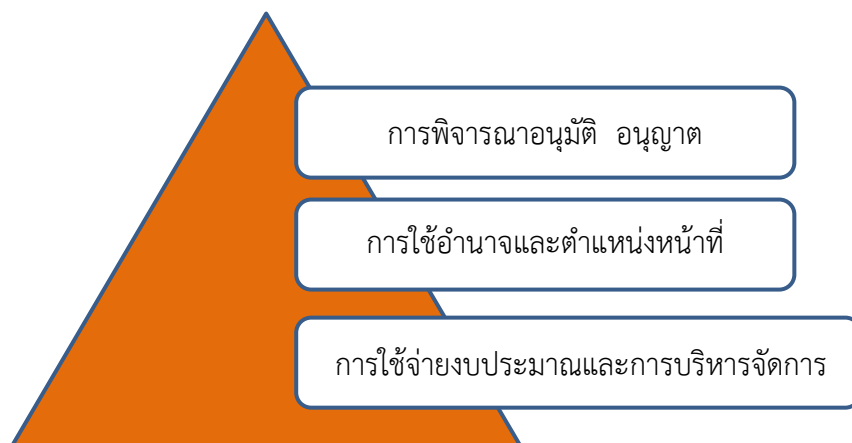 การพิจารณาอนุมัติ อนุญาต
การใช้อำนาจและตำแหน่งหน้าที่
การใช้จ่ายงบประมาณและการบริหารจัดการ